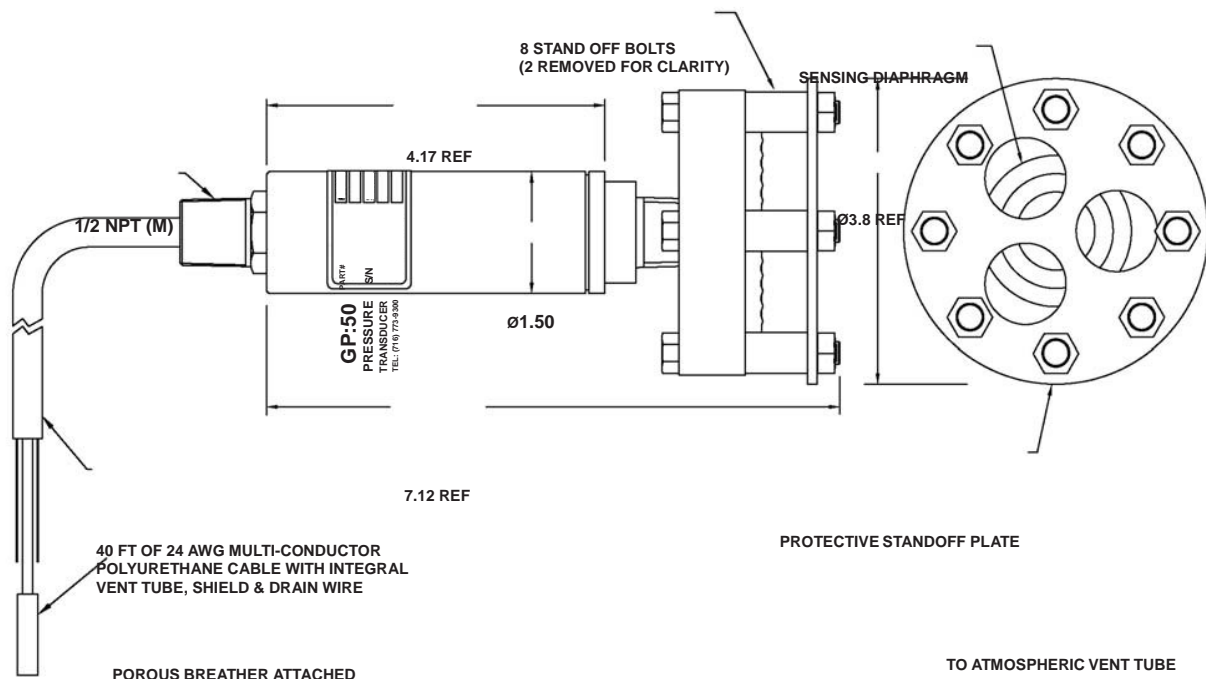 8 STAND OFF BOLTS
(2 REMOVED FOR CLARITY)
SENSING DIAPHRAGM
4.17 REF
1/2 NPT (M)
Ø3.8 REF
PART#
S/N
GP:50
PRESSURE
TRANSDUCER
TEL: (716) 773-9300
Ø1.50
7.12 REF
PROTECTIVE STANDOFF PLATE
40 FT OF 24 AWG MULTI-CONDUCTOR
POLYURETHANE CABLE WITH INTEGRAL
VENT TUBE, SHIELD & DRAIN WIRE
POROUS BREATHER ATTACHED
TO ATMOSPHERIC VENT TUBE